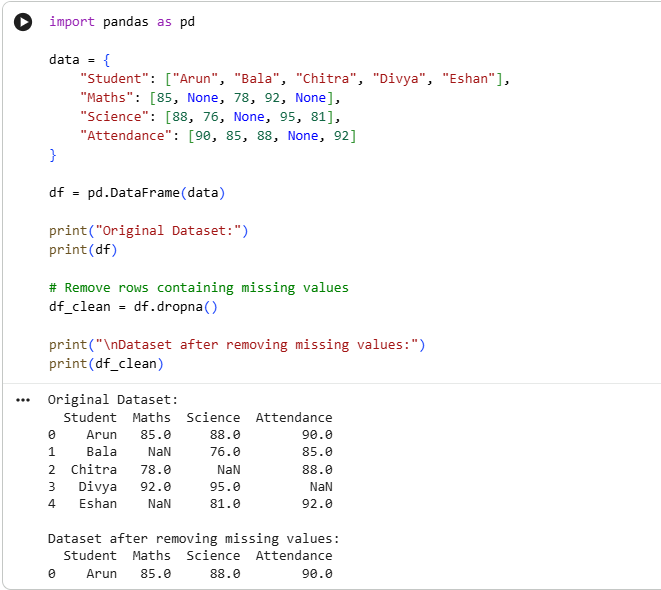 import pandas as pd

data = {
    "Student": ["Arun", "Bala", "Chitra", "Divya", "Eshan"],
    "Maths": [85, None, 78, 92, None],
    "Science": [88, 76, None, 95, 81],
    "Attendance": [90, 85, 88, None, 92]
}

df = pd.DataFrame(data)

print("Original Dataset:")
print(df)

# Remove rows containing missing values
df_clean = df.dropna()

print("\nDataset after removing missing values:")
print(df_clean)

Original Dataset:
  Student  Maths  Science  Attendance
0    Arun   85.0     88.0        90.0
1    Bala    NaN     76.0        85.0
2  Chitra   78.0      NaN        88.0
3   Divya   92.0     95.0         NaN
4   Eshan    NaN     81.0        92.0

Dataset after removing missing values:
  Student  Maths  Science  Attendance
0    Arun   85.0     88.0        90.0